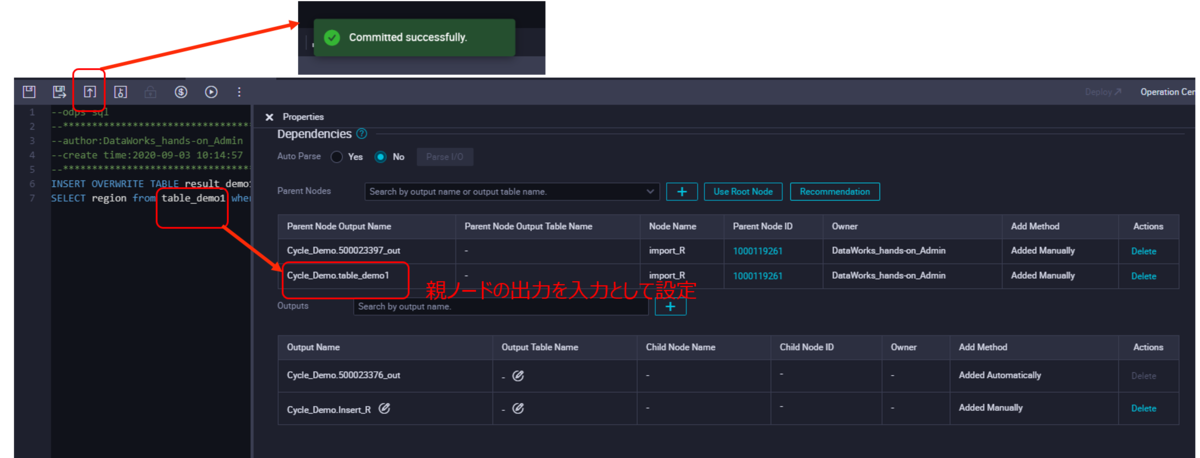 Committed successfully.
Deploy
Operation Cen
1 --odps sql
2 --**********************************
3 --author:DataWorks_hands-on_Admin
4 --create time:2020-09-03 10:14:57
5 --**********************************
6 INSERT OVERWRITE TABLE result_demo1
7 SELECT region from table_demo1 wher
Properties
Dependencies
Auto Parse Yes No Parse I/O
Parent Nodes Search by output name or output table name. + Use Root Node Recommendation
Parent Node Output Name Parent Node Output Table Name Node Name Parent Node ID Owner Add Method Actions
Cycle_Demo.500023397_out - import_R 1000119261 DataWorks_hands-on_Admin Added Manually Delete
Cycle_Demo.table_demo1 - import_R 1000119261 DataWorks_hands-on_Admin Added Manually Delete
親ノードの出力を入力として設定
Outputs Search by output name. +
Output Name Output Table Name Child Node Name Child Node ID Owner Add Method Actions
Cycle_Demo.500023376_out - - - - Added Automatically Delete
Cycle_Demo.Insert_R - - - - Added Manually Delete